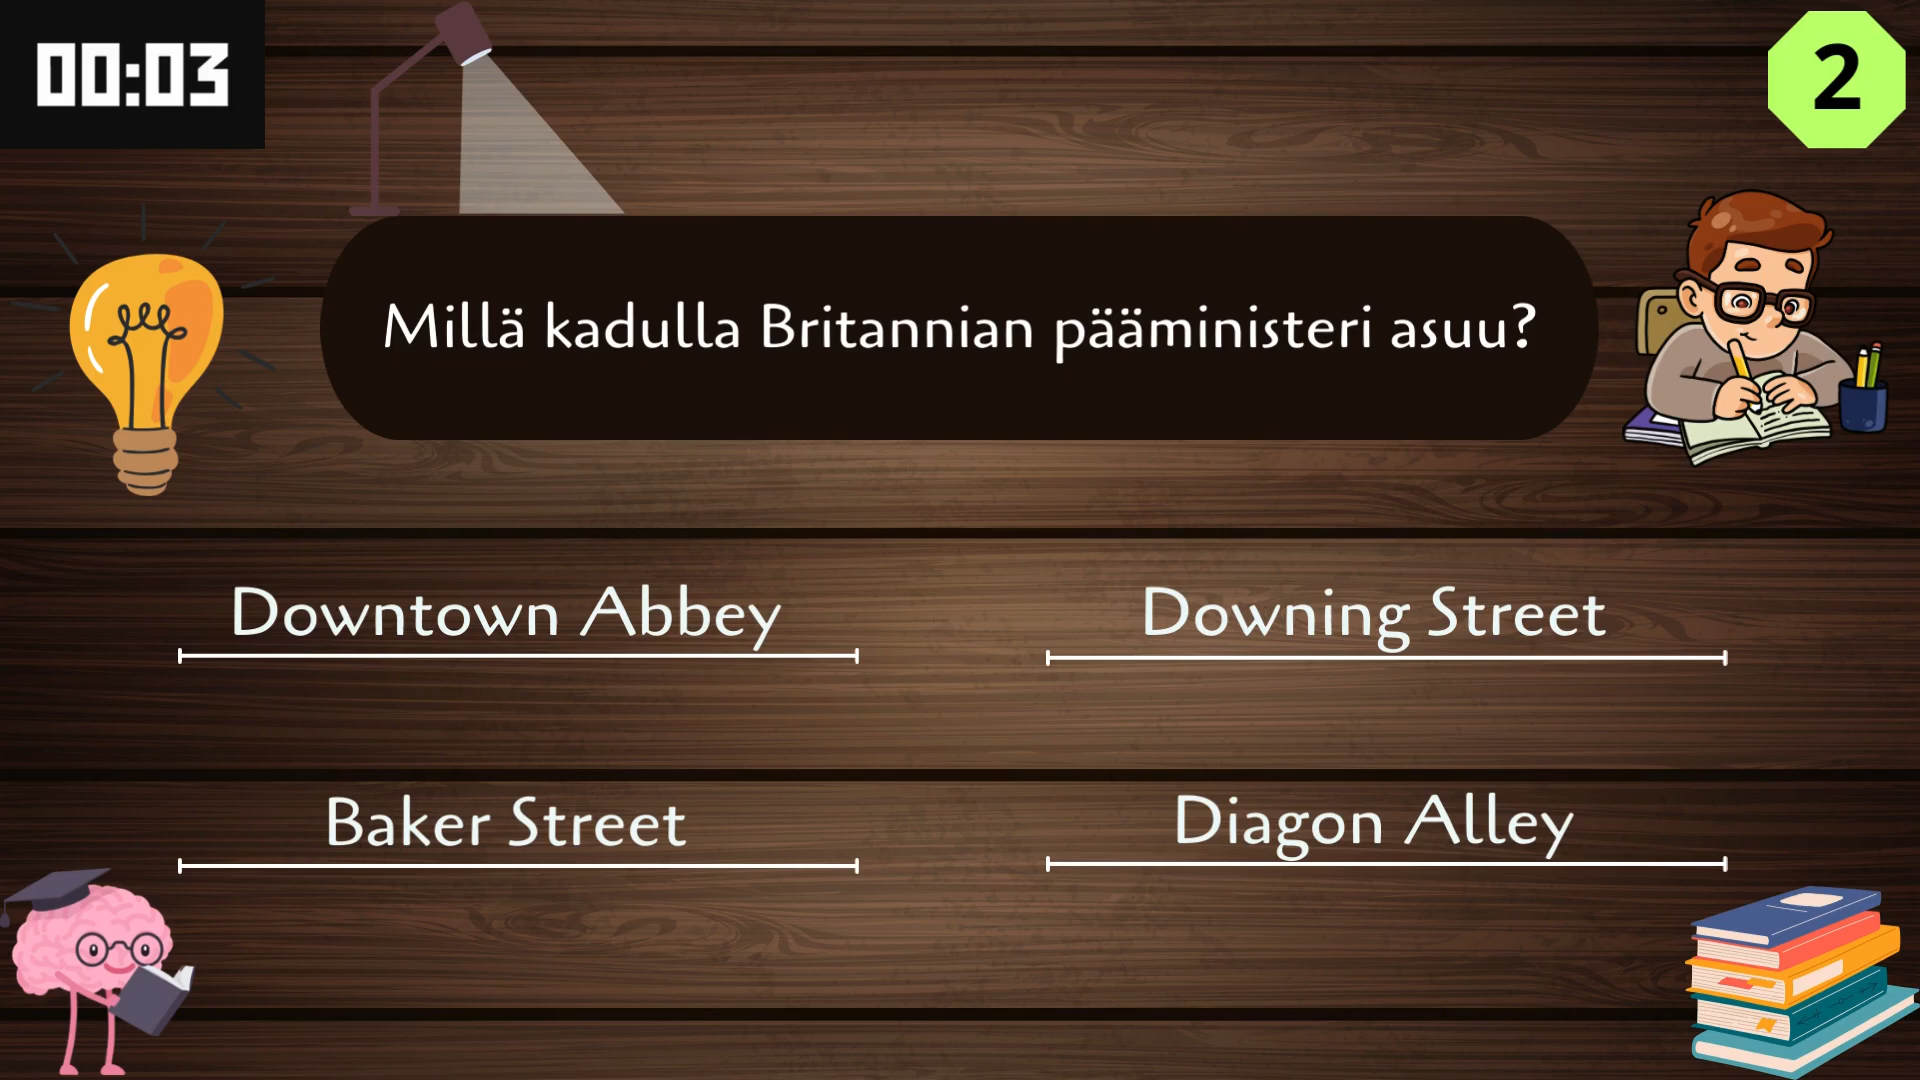 00:03
2
Millä kadulla Britannian pääministeri asuu?
Downtown Abbey
Downing Street
Baker Street
Diagon Alley